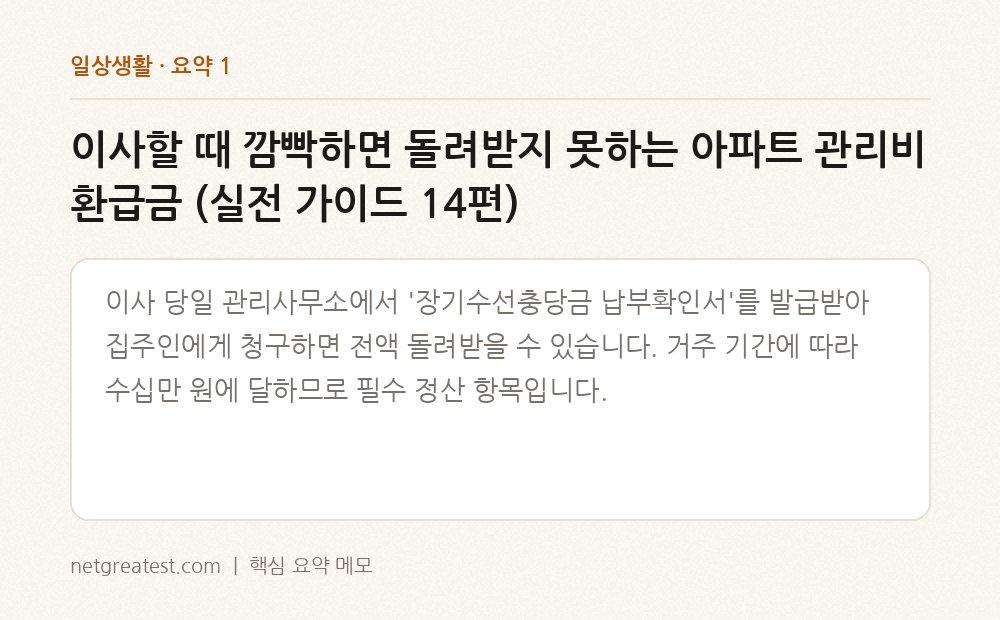 일상생활 · 요약 1
이사할 때 깜빡하면 돌려받지 못하는 아파트 관리비
환급금 (실전 가이드 14편)
이사 당일 관리사무소에서 '장기수선충당금 납부확인서'를 발급받아
집주인에게 청구하면 전액 돌려받을 수 있습니다. 거주 기간에 따라
수십만 원에 달하므로 필수 정산 항목입니다.
netgreatest.com | 핵심 요약 메모